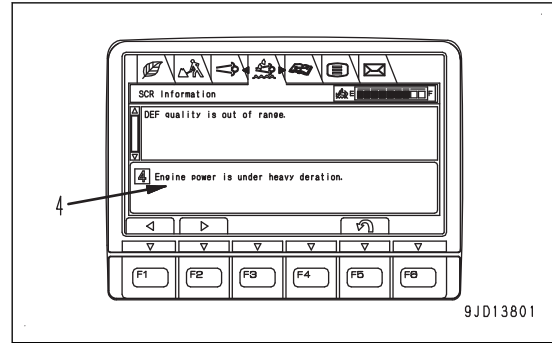 SCR Information
E F
DEF quality is out of range.
4 Engine power is under heavy deration.
4
F1 F2 F3 F4 F5 F6
9JD13801